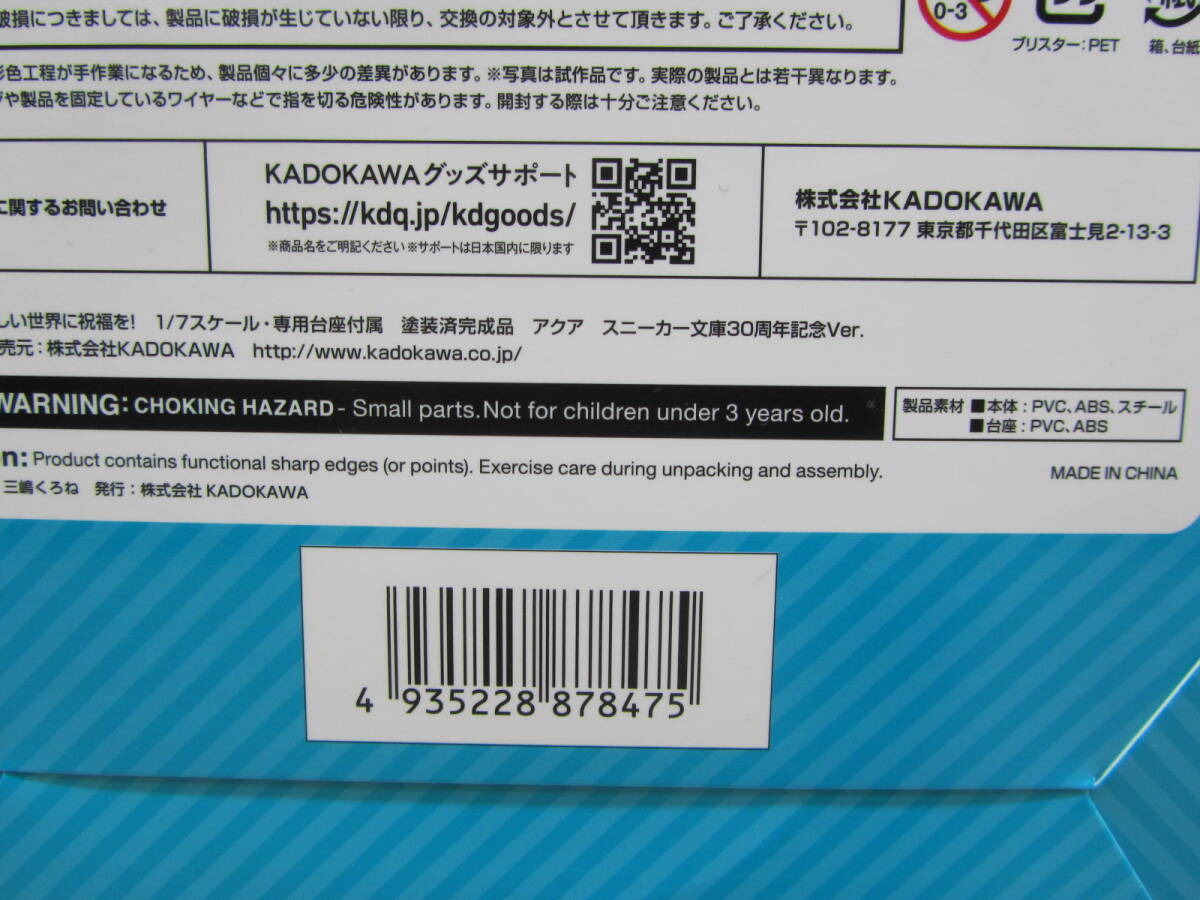 破損につきましては、製品に破損が生じていない限り、交換の対象外とさせて頂きます。ご了承ください。
0-3
ブリスター：PET
箱、台紙
彩色工程が手作業になるため、製品個々に多少の差異があります。※写真は試作品です。実際の製品とは若干異なります。
や製品を固定しているワイヤーなどで指を切る危険性があります。開封する際は十分ご注意ください。
に関するお問い合わせ
KADOKAWAグッズサポート
https://kdq.jp/kdgoods/
※商品名をご明記ください ※サポートは日本国内に限ります
株式会社KADOKAWA
〒102-8177 東京都千代田区富士見2-13-3
しい世界に祝福を！ 1/7スケール・専用台座付属 塗装済完成品 アクア スニーカー文庫30周年記念Ver.
売元：株式会社KADOKAWA http://www.kadokawa.co.jp/
WARNING: CHOKING HAZARD - Small parts. Not for children under 3 years old.
製品素材 ■本体：PVC、ABS、スチール
■台座：PVC、ABS
n: Product contains functional sharp edges (or points). Exercise care during unpacking and assembly.
MADE IN CHINA
三嶋くろね 発行：株式会社 KADOKAWA
4 935228 878475